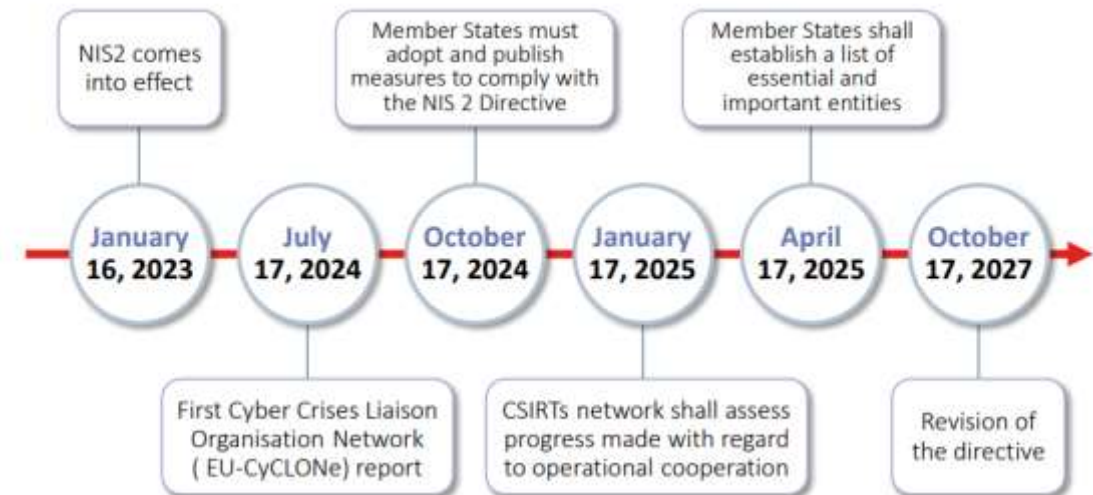 NIS2 comes
into effect
Member States must
adopt and publish
measures to comply with
the NIS 2 Directive
Member States shall
establish a list of
essential and
important entities
January
16, 2023
July
17, 2024
October
17, 2024
January
17, 2025
April
17, 2025
October
17, 2027
First Cyber Crises Liaison
Organisation Network
( EU-CyCLONe) report
CSIRTs network shall assess
progress made with regard
to operational cooperation
Revision of
the directive